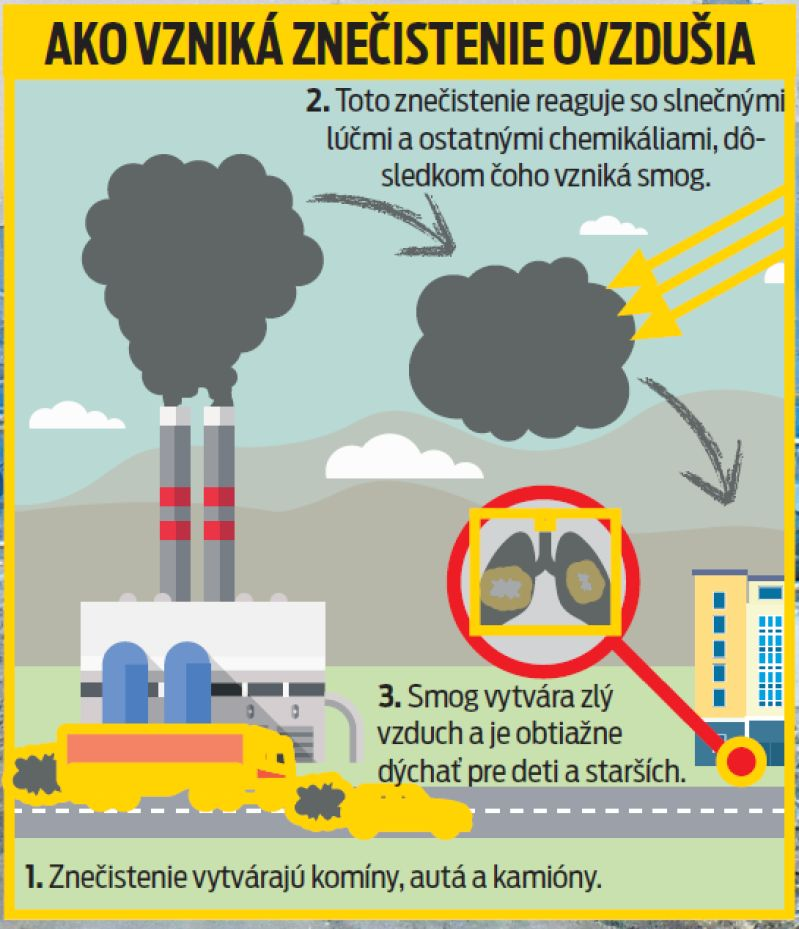 AKO VZNIKÁ ZNEČISTENIE OVZDUŠIA
2. Toto znečistenie reaguje so slnečnými
lúčmi a ostatnými chemikáliami, dô-
sledkom čoho vzniká smog.
3. Smog vytvára zlý
vzduch a je obtiažne
dýchať pre deti a starších.
1. Znečistenie vytvárajú komíny, autá a kamióny.